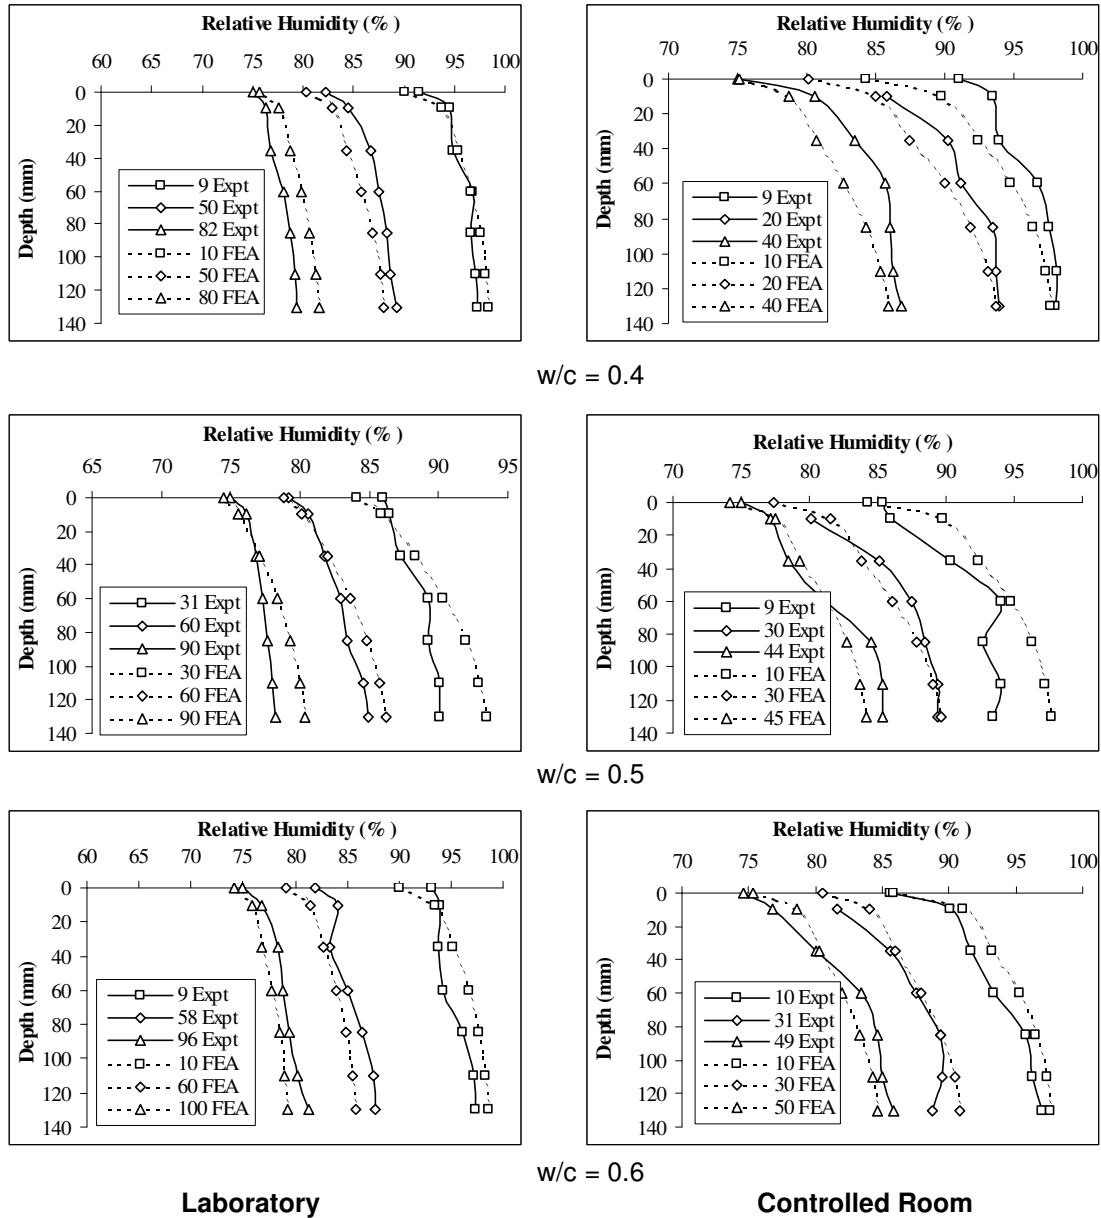 Relative Humidity (%)
60 65 70 75 80 85 90 95 100
0
20
40
60
80
100
120
140
Depth (mm)
9 Expt
50 Expt
82 Expt
10 FEA
50 FEA
80 FEA
Relative Humidity (%)
70 75 80 85 90 95 100
0
20
40
60
80
100
120
140
Depth (mm)
9 Expt
20 Expt
40 Expt
10 FEA
20 FEA
40 FEA
w/c = 0.4
Relative Humidity (%)
65 70 75 80 85 90 95
0
20
40
60
80
100
120
140
Depth (mm)
31 Expt
60 Expt
90 Expt
30 FEA
60 FEA
90 FEA
Relative Humidity (%)
70 75 80 85 90 95 100
0
20
40
60
80
100
120
140
Depth (mm)
9 Expt
30 Expt
44 Expt
10 FEA
30 FEA
45 FEA
w/c = 0.5
Relative Humidity (%)
60 65 70 75 80 85 90 95 100
0
20
40
60
80
100
120
140
Depth (mm)
9 Expt
58 Expt
96 Expt
10 FEA
60 FEA
100 FEA
Relative Humidity (%)
70 75 80 85 90 95 100
0
20
40
60
80
100
120
140
Depth (mm)
10 Expt
31 Expt
49 Expt
10 FEA
30 FEA
50 FEA
w/c = 0.6
Laboratory
Controlled Room